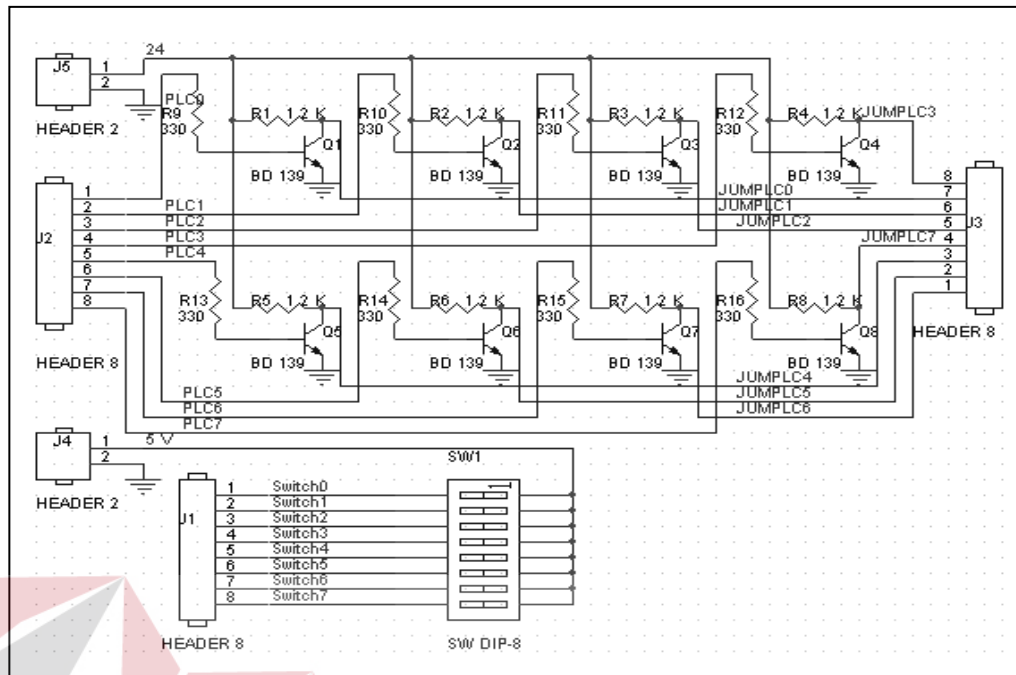 24
J5
1
2
HEADER 2
PLC0
R9
330
R1 1.2 K
Q1
BD 139
R10
330
R2 1.2 K
Q2
BD 139
R11
330
R3 1.2 K
Q3
BD 139
R12
330
R4 1.2 K
Q4
BD 139
JUMPLC3
J2
1
2
3
4
5
6
7
8
HEADER 8
PLC1
PLC2
PLC3
PLC4
JUMPLC0
JUMPLC1
JUMPLC2
JUMPLC7
J3
8
7
6
5
4
3
2
1
HEADER 8
R13
330
R5 1.2 K
Q5
BD 139
R14
330
R6 1.2 K
Q6
BD 139
R15
330
R7 1.2 K
Q7
BD 139
R16
330
R8 1.2 K
Q8
BD 139
PLC5
PLC6
PLC7
JUMPLC4
JUMPLC5
JUMPLC6
J4
1
2
5 V
HEADER 2
SW1
J1
1 Switch0
2 Switch1
3 Switch2
4 Switch3
5 Switch4
6 Switch5
7 Switch6
8 Switch7
HEADER 8
SW DIP-8